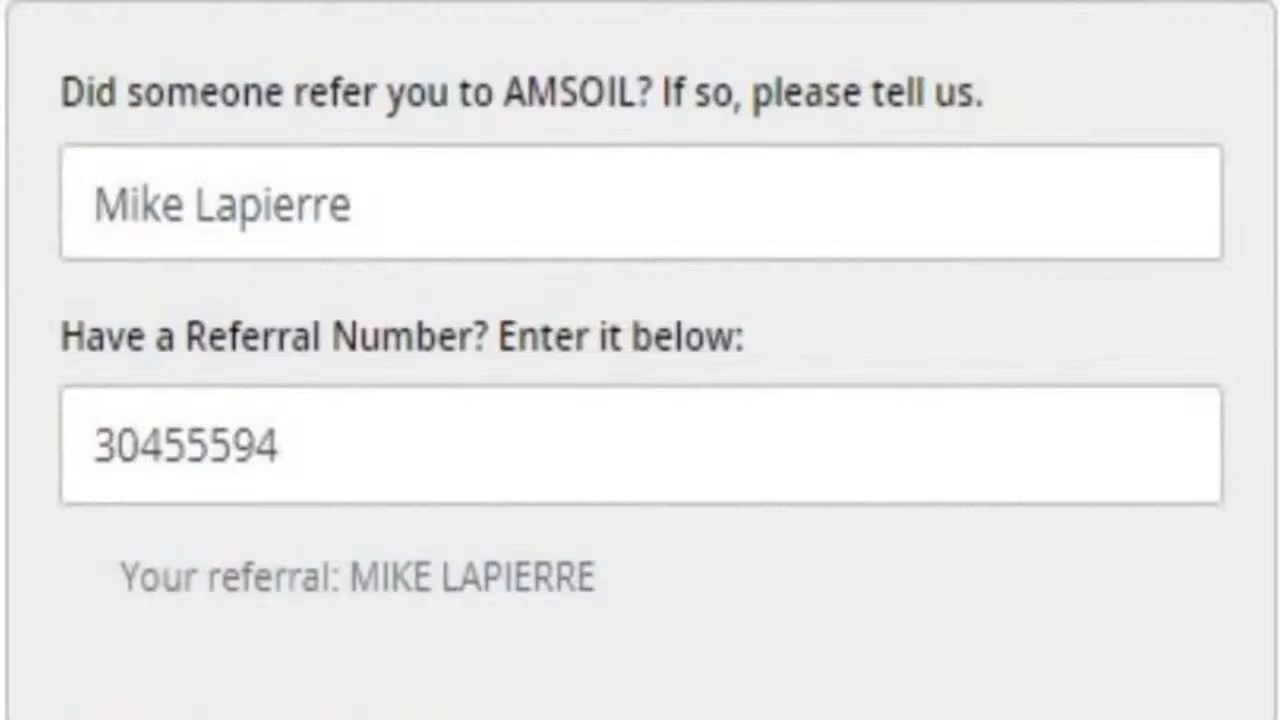 Did someone refer you to AMSOIL? If so, please tell us.
Mike Lapierre
Have a Referral Number? Enter it below:
30455594
Your referral: MIKE LAPIERRE